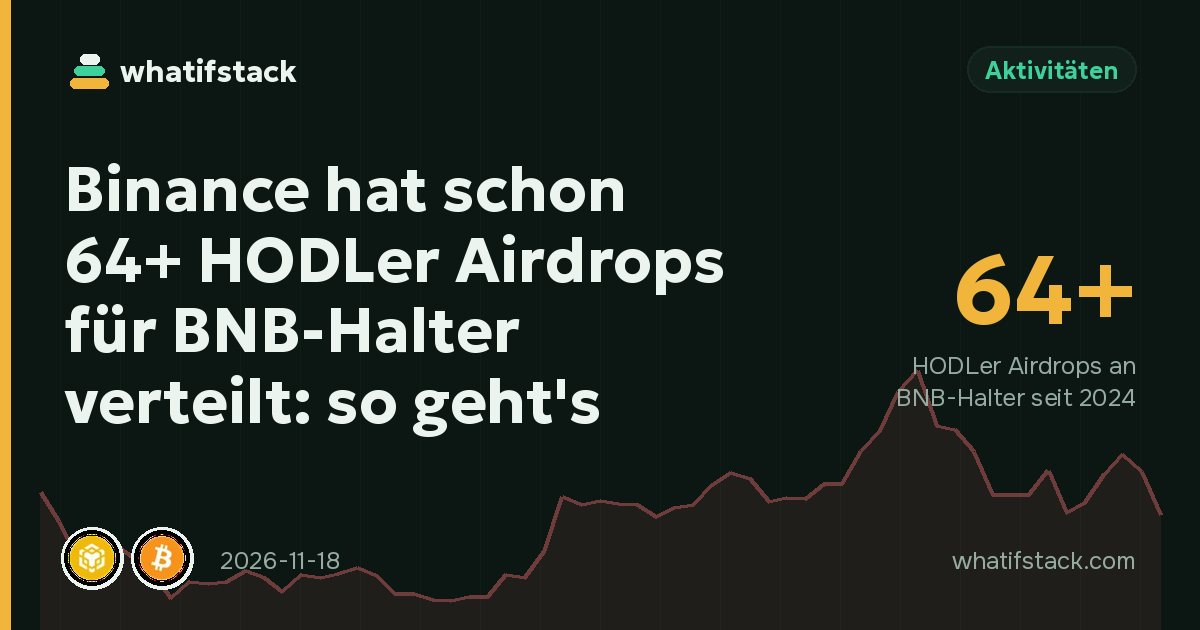 whatifstack
Aktivitäten
Binance hat schon
64+ HODLer Airdrops
für BNB-Halter
verteilt: so geht's
64+
HODLer Airdrops an
BNB-Halter seit 2024
2026-11-18
whatifstack.com